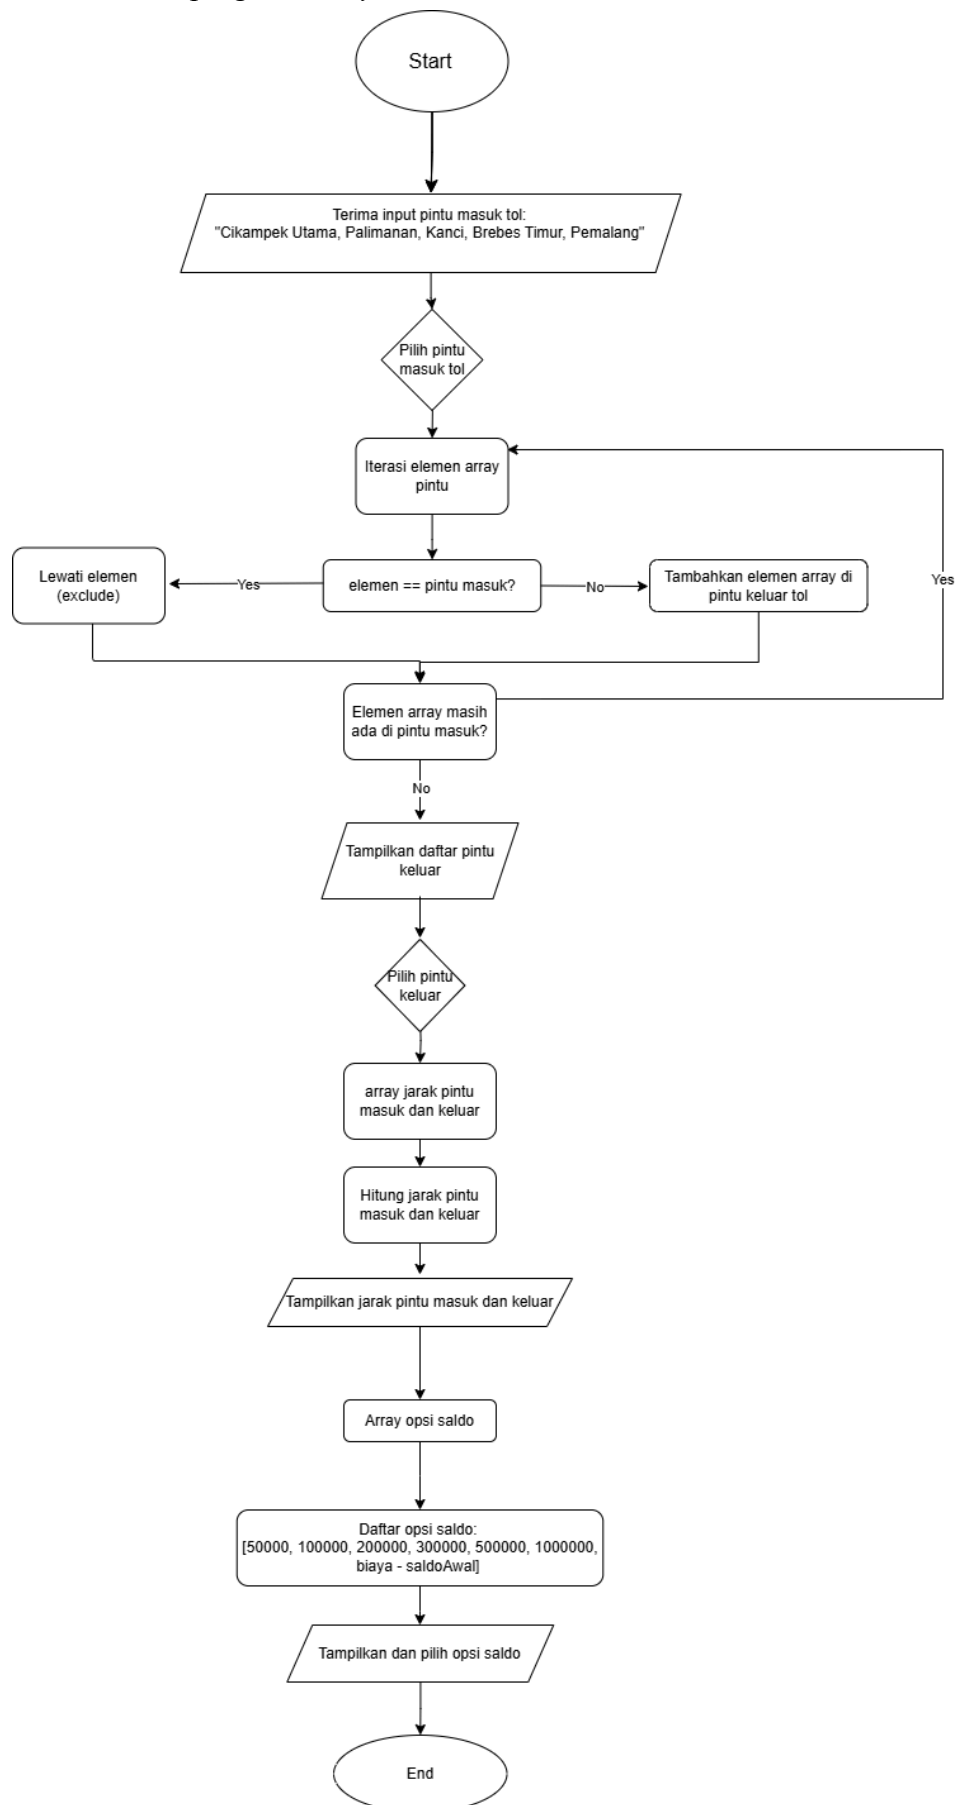 Start
Terima input pintu masuk tol:
"Cikampek Utama, Palimanan, Kanci, Brebes Timur, Pemalang"
Pilih pintu
masuk tol
Iterasi elemen array
pintu
Lewati elemen
(exclude)
Yes
elemen == pintu masuk?
No
Tambahkan elemen array di
pintu keluar tol
Yes
Elemen array masih
ada di pintu masuk?
No
Tampilkan daftar pintu
keluar
Pilih pintu
keluar
array jarak pintu
masuk dan keluar
Hitung jarak pintu
masuk dan keluar
Tampilkan jarak pintu masuk dan keluar
Array opsi saldo
Daftar opsi saldo:
[50000, 100000, 200000, 300000, 500000, 1000000,
biaya - saldoAwal]
Tampilkan dan pilih opsi saldo
End